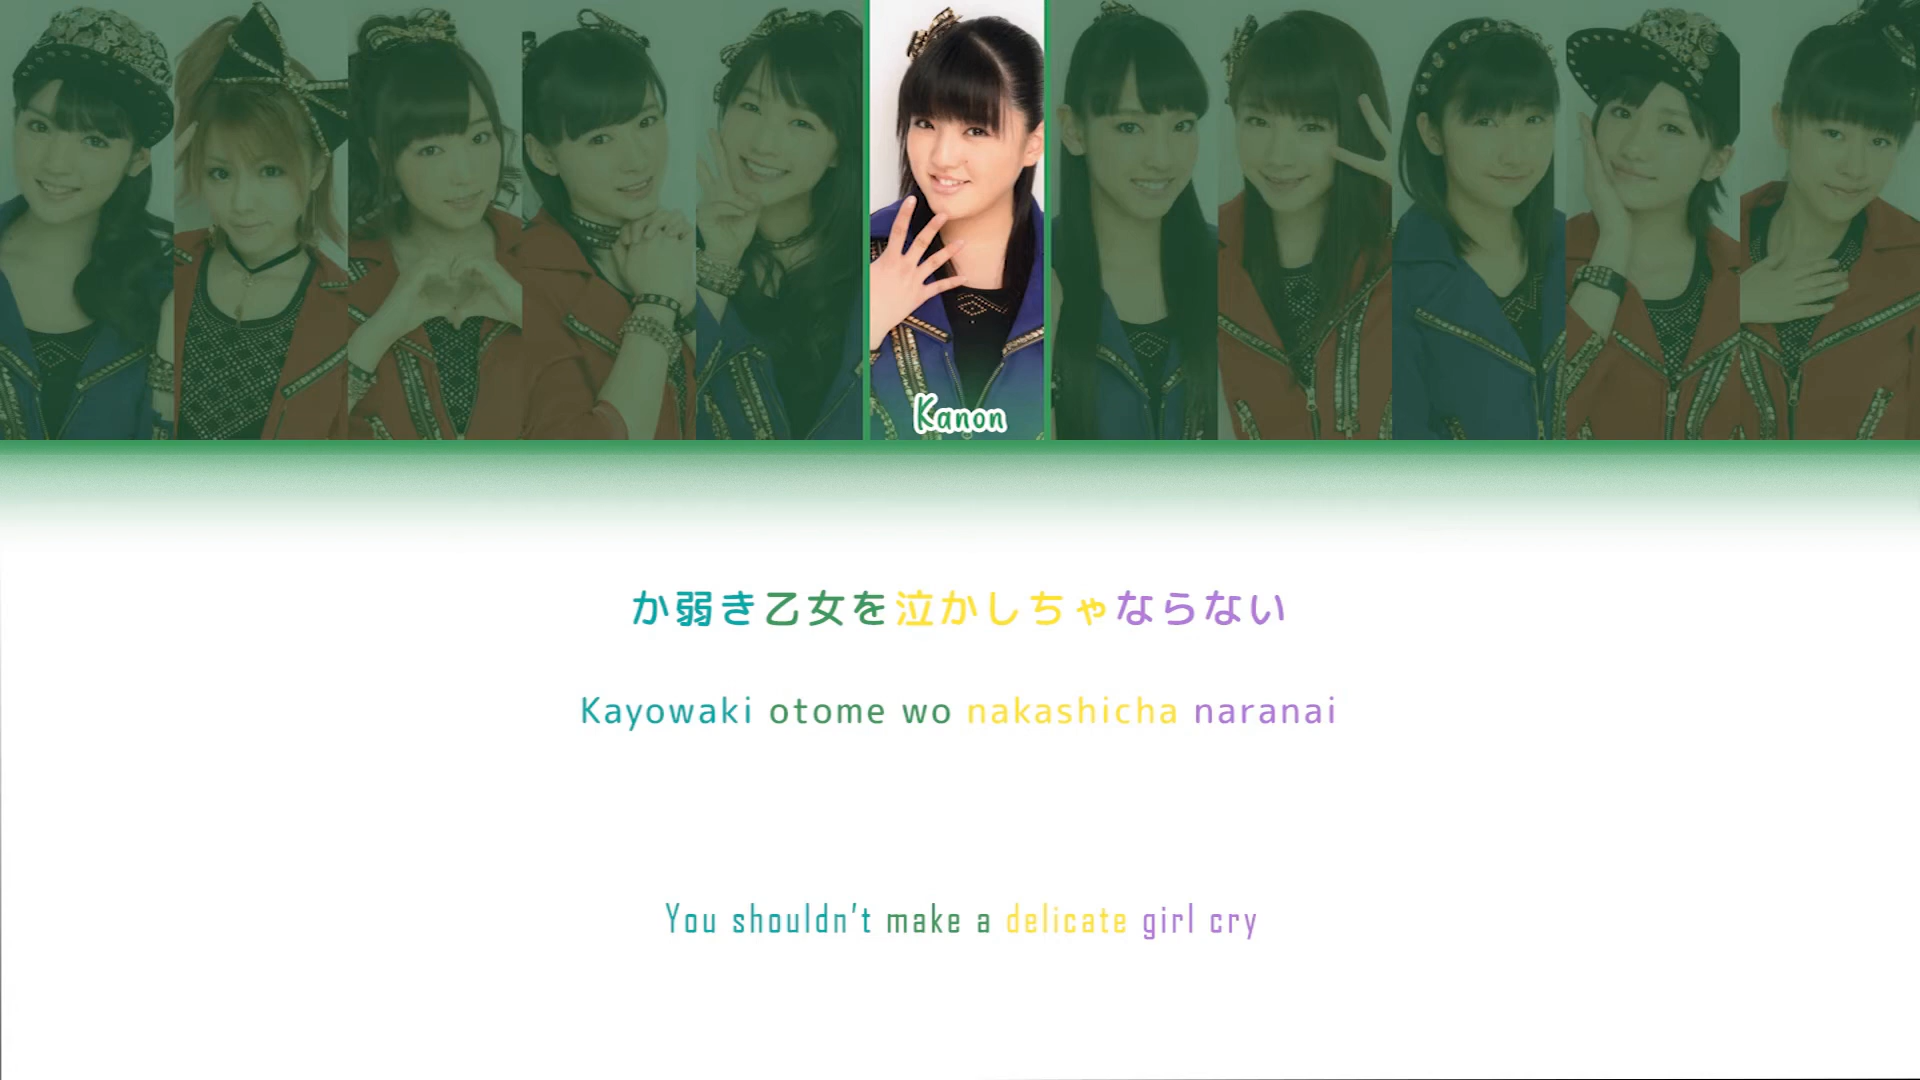 Kanon
か弱き乙女を泣かしちゃならない
Kayowaki otome wo nakashicha naranai
You shouldn't make a delicate girl cry